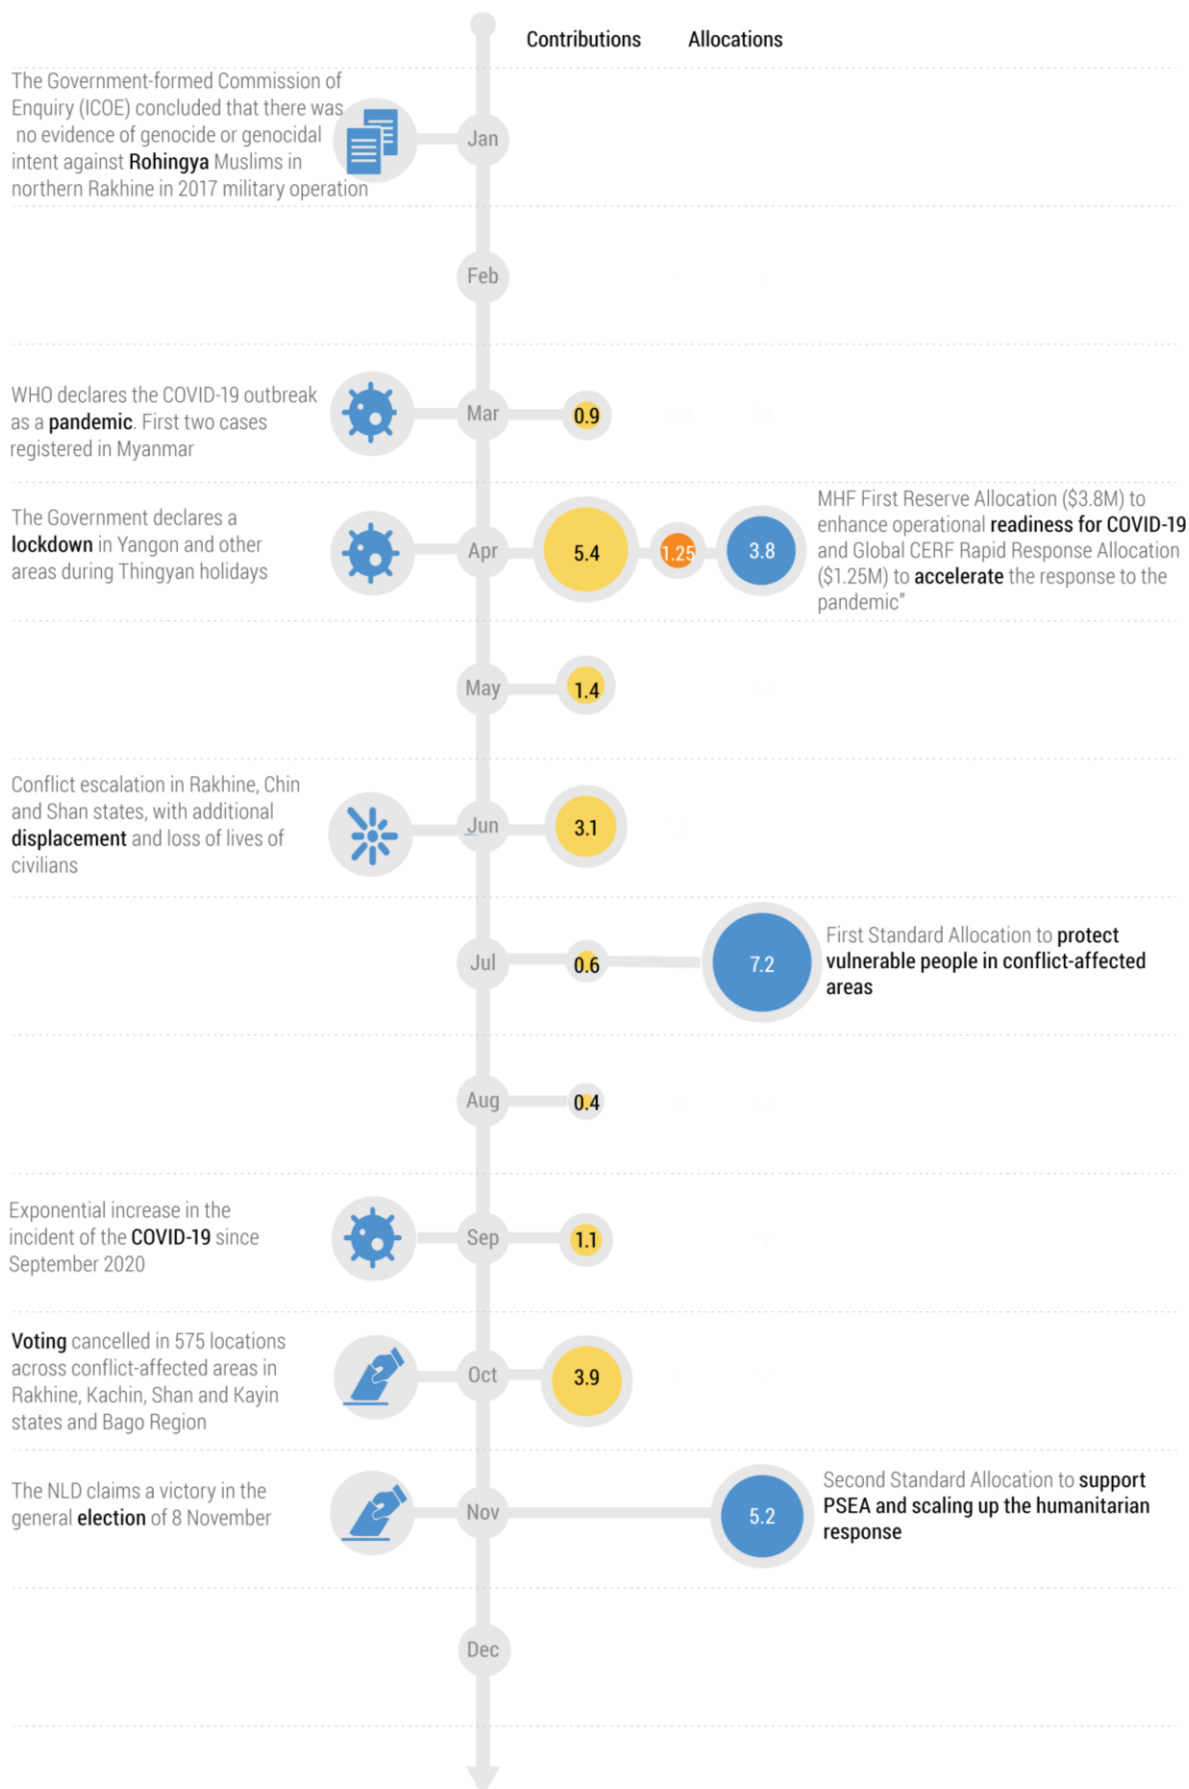 Contributions Allocations
The Government-formed Commission of
Enquiry (ICOE) concluded that there was
no evidence of genocide or genocidal
intent against Rohingya Muslims in
northern Rakhine in 2017 military operation
Jan
Feb
WHO declares the COVID-19 outbreak
as a pandemic. First two cases
registered in Myanmar
Mar
0.9
The Government declares a
lockdown in Yangon and other
areas during Thingyan holidays
Apr
5.4
1.25
3.8
MHF First Reserve Allocation ($3.8M) to
enhance operational readiness for COVID-19
and Global CERF Rapid Response Allocation
($1.25M) to accelerate the response to the
pandemic"
May
1.4
Conflict escalation in Rakhine, Chin
and Shan states, with additional
displacement and loss of lives of
civilians
Jun
3.1
Jul
0.6
7.2
First Standard Allocation to protect
vulnerable people in conflict-affected
areas
Aug
0.4
Exponential increase in the
incident of the COVID-19 since
September 2020
Sep
1.1
Voting cancelled in 575 locations
across conflict-affected areas in
Rakhine, Kachin, Shan and Kayin
states and Bago Region
Oct
3.9
The NLD claims a victory in the
general election of 8 November
Nov
5.2
Second Standard Allocation to support
PSEA and scaling up the humanitarian
response
Dec